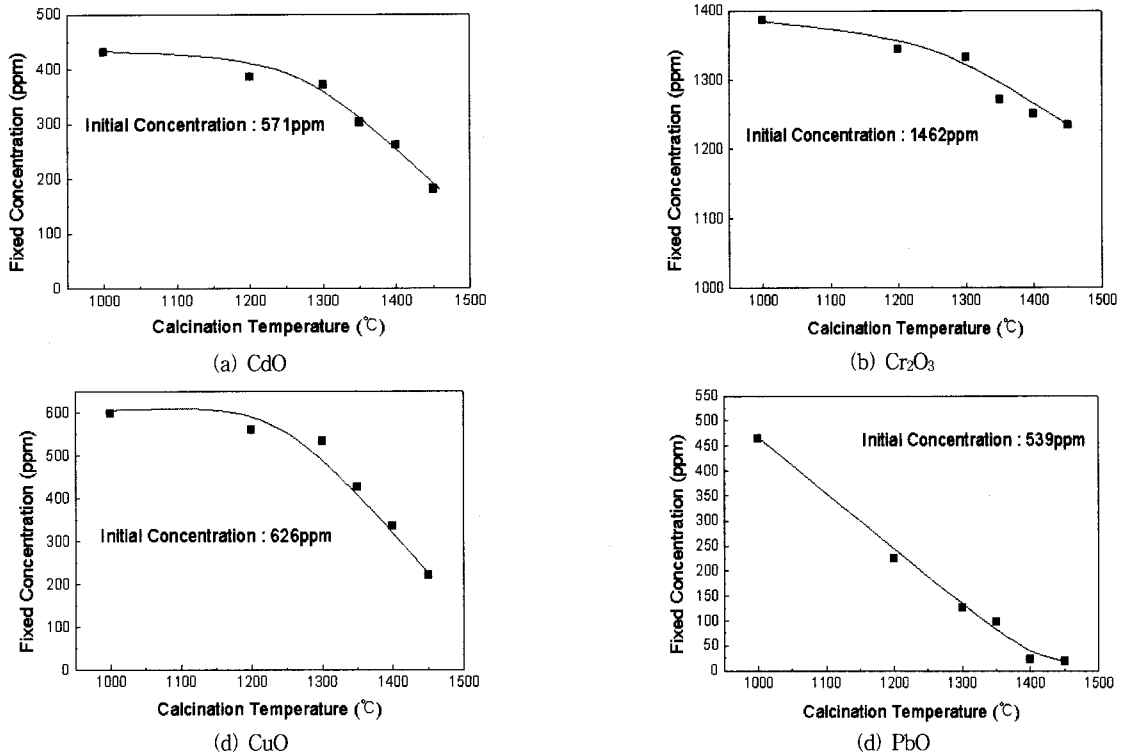 500
400
300
200
100
0
Fixed Concentration (ppm)
Initial Concentration : 571ppm
1000 1100 1200 1300 1400 1500
Calcination Temperature (℃)
(a) CdO
1400
1300
1200
1100
1000
Fixed Concentration (ppm)
Initial Concentration : 1462ppm
1000 1100 1200 1300 1400 1500
Calcination Temperature (℃)
(b) Cr₂O₃
600
500
400
300
200
100
0
Fixed Concentration (ppm)
Initial Concentration : 626ppm
1000 1100 1200 1300 1400 1500
Calcination Temperature (℃)
(d) CuO
550
500
450
400
350
300
250
200
150
100
50
0
Fixed Concentration (ppm)
Initial Concentration : 539ppm
1000 1100 1200 1300 1400 1500
Calcination Temperature (℃)
(d) PbO